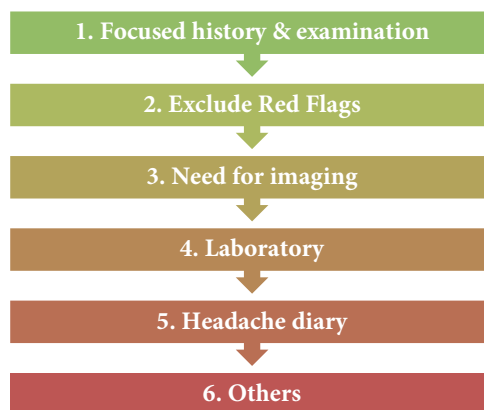 1. Focused history & examination
2. Exclude Red Flags
3. Need for imaging
4. Laboratory
5. Headache diary
6. Others